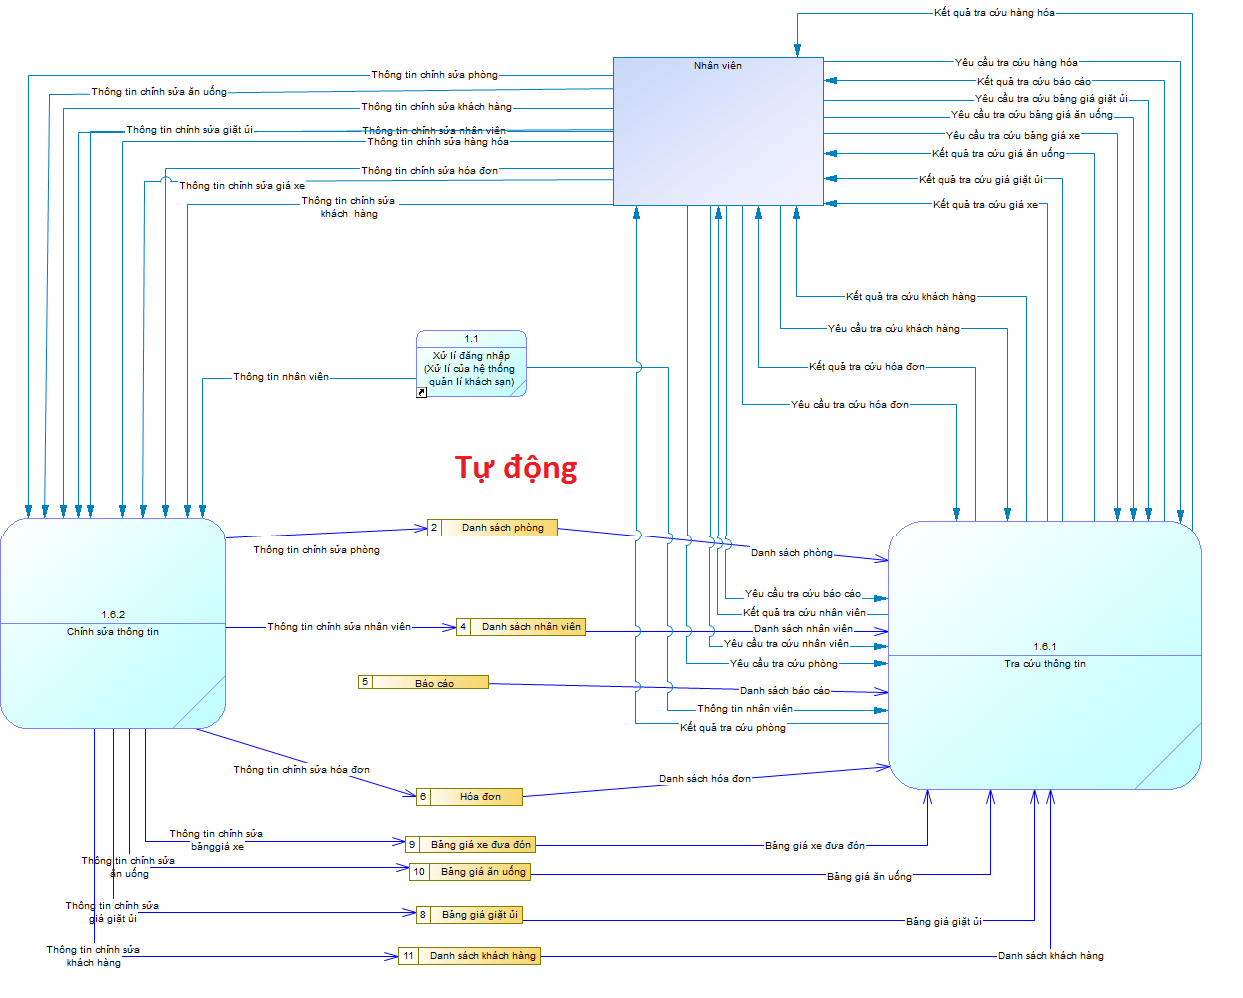 Kết quả tra cứu hàng hóa
Nhân viên
Thông tin chỉnh sửa phòng
Thông tin chỉnh sửa ăn uống
Thông tin chỉnh sửa khách hàng
Thông tin chỉnh sửa giặt ủi
Thông tin chỉnh sửa nhân viên
Thông tin chỉnh sửa hàng hóa
Thông tin chỉnh sửa hóa đơn
Thông tin chỉnh sửa giá xe
Thông tin chỉnh sửa
khách hàng
Yêu cầu tra cứu hàng hóa
Kết quả tra cứu báo cáo
Yêu cầu tra cứu bảng giá giặt ủi
Yêu cầu tra cứu bảng giá ăn uống
Yêu cầu tra cứu bảng giá xe
Kết quả tra cứu giá ăn uống
Kết quả tra cứu giá giặt ủi
Kết quả tra cứu giá xe
Kết quả tra cứu khách hàng
Yêu cầu tra cứu khách hàng
Kết quả tra cứu hóa đơn
Yêu cầu tra cứu hóa đơn
1.1
Xử lí đăng nhập
(Xử lí của hệ thống
quản lí khách sạn)
Thông tin nhân viên
Tự động
1.6.2
Chỉnh sửa thông tin
Thông tin chỉnh sửa phòng
2 Danh sách phòng
Danh sách phòng
Yêu cầu tra cứu báo cáo
Kết quả tra cứu nhân viên
Thông tin chỉnh sửa nhân viên
4 Danh sách nhân viên
Danh sách nhân viên
Yêu cầu tra cứu nhân viên
Yêu cầu tra cứu phòng
1.6.1
Tra cứu thông tin
5 Báo cáo
Danh sách báo cáo
Thông tin nhân viên
Kết quả tra cứu phòng
Thông tin chỉnh sửa hóa đơn
6 Hóa đơn
Danh sách hóa đơn
Thông tin chỉnh sửa
bảnggiá xe
9 Bảng giá xe đưa đón
Bảng giá xe đưa đón
Thông tin chỉnh sửa
ăn uống
10 Bảng giá ăn uống
Bảng giá ăn uống
Thông tin chỉnh sửa
giá giặt ủi
8 Bảng giá giặt ủi
Bảng giá giặt ủi
Thông tin chỉnh sửa
khách hàng
11 Danh sách khách hàng
Danh sách khách hàng